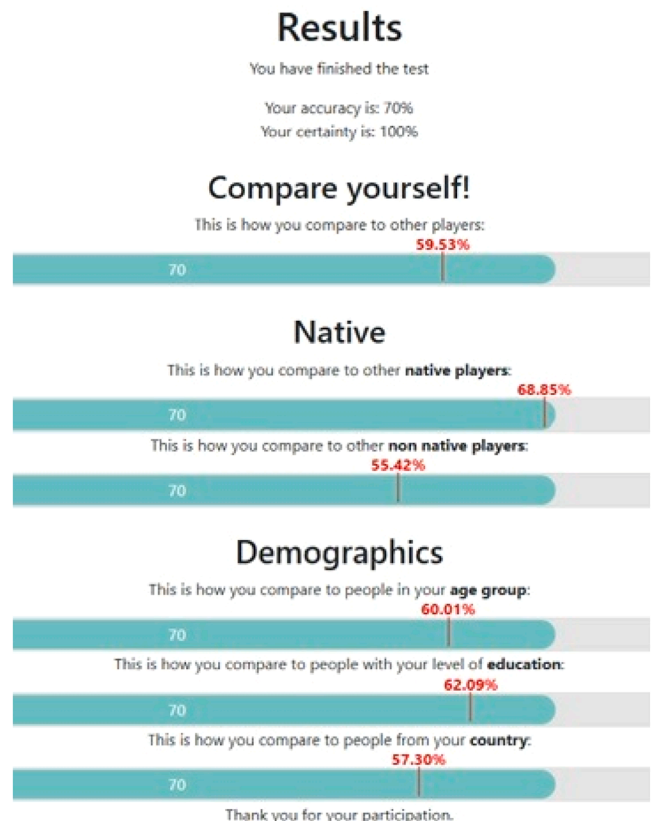 Results
You have finished the test
Your accuracy is: 70%
Your certainty is: 100%
Compare yourself!
This is how you compare to other players:
59.53%
70
Native
This is how you compare to other native players:
68.85%
70
This is how you compare to other non native players:
55.42%
70
Demographics
This is how you compare to people in your age group:
60.01%
70
This is how you compare to people with your level of education:
62.09%
70
This is how you compare to people from your country:
57.30%
70
Thank you for your participation.